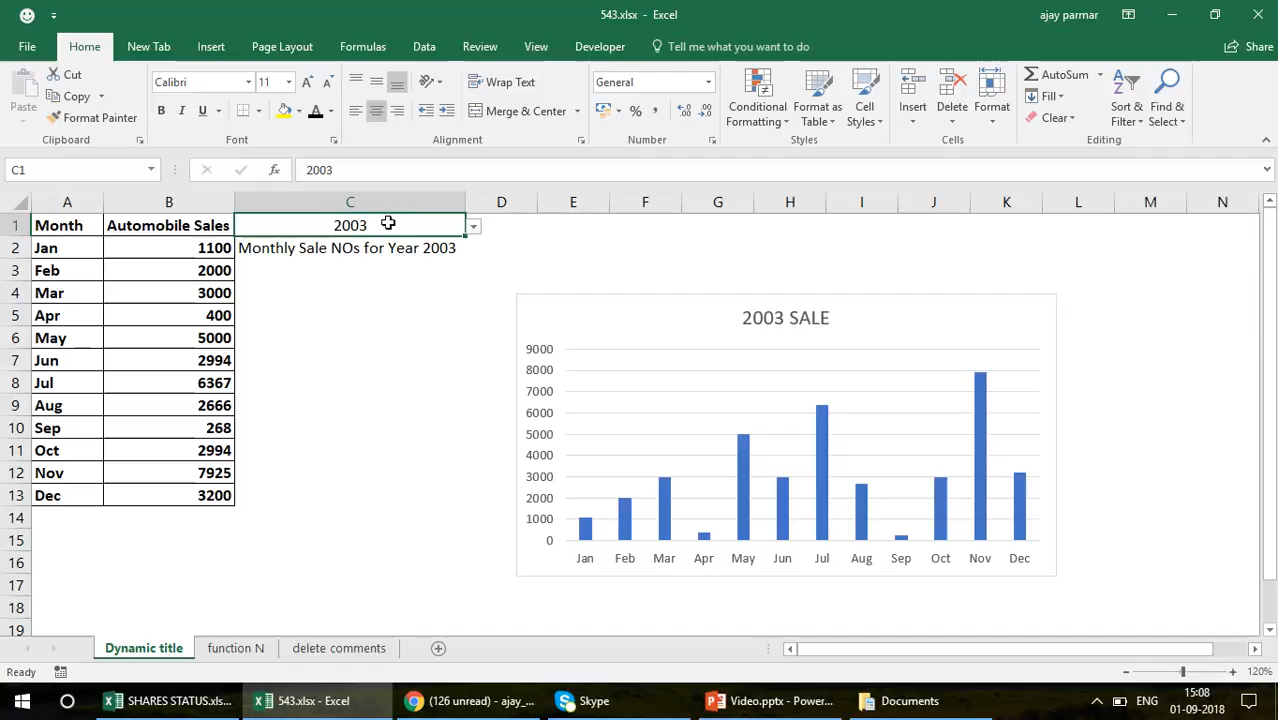 543.xlsx - Excel
ajay parmar
File Home New Tab Insert Page Layout Formulas Data Review View Developer Tell me what you want to do Share
Paste Cut Copy Format Painter Clipboard
Calibri 11 B I U A Font
Wrap Text Merge & Center Alignment
General % , Number
Conditional Formatting Format as Table Cell Styles Styles
Insert Delete Format Cells
AutoSum Fill Clear Sort & Filter Find & Select Editing
C1 fx 2003
A B C D E F G H I J K L M N
1 Month Automobile Sales 2003
2 Jan 1100 Monthly Sale NOs for Year 2003
3 Feb 2000
4 Mar 3000
5 Apr 400
6 May 5000
7 Jun 2994
8 Jul 6367
9 Aug 2666
10 Sep 268
11 Oct 2994
12 Nov 7925
13 Dec 3200
14
15
16
17
18
19
2003 SALE
9000
8000
7000
6000
5000
4000
3000
2000
1000
0
Jan Feb Mar Apr May Jun Jul Aug Sep Oct Nov Dec
Dynamic title function N delete comments
Ready 120%
SHARES STATUS.xls... 543.xlsx - Excel (126 unread) - ajay_... Skype Video.pptx - Power... Documents ENG 15:08
01-09-2018